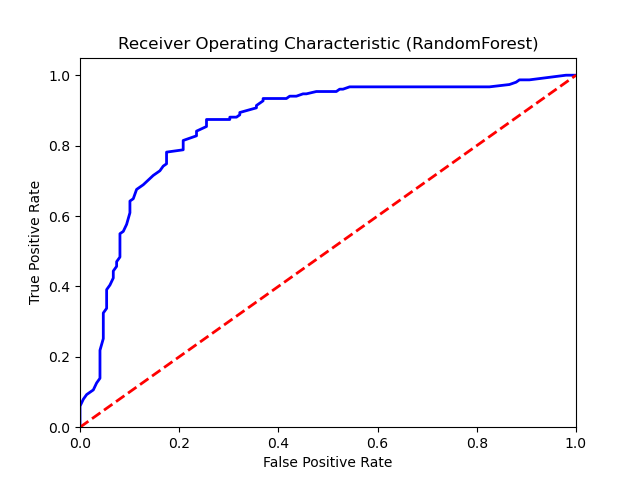 Receiver Operating Characteristic (RandomForest)
1.0
0.8
0.6
0.4
0.2
0.0
True Positive Rate
0.0 0.2 0.4 0.6 0.8 1.0
False Positive Rate